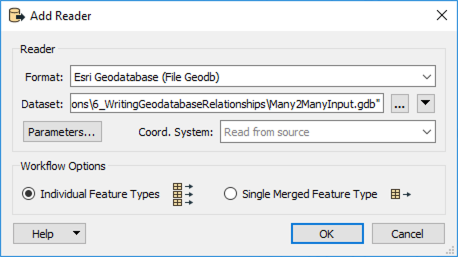 Add Reader
Reader
Format: Esri Geodatabase (File Geodb)
Dataset: ons\6_WritingGeodatabaseRelationships\Many2ManyInput.gdb" ...
Parameters... Coord. System: Read from source
Workflow Options
Individual Feature Types Single Merged Feature Type
Help OK Cancel